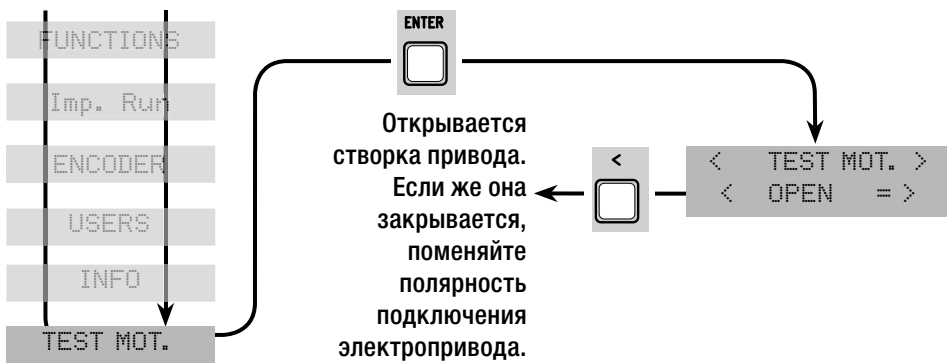 FUNCTIONS
Imp. Run
ENCODER
USERS
INFO
TEST MOT.
ENTER
Открывается
створка привода.
Если же она
закрывается,
поменяйте
полярность
подключения
электропривода.
<
< TEST MOT. >
< OPEN = >